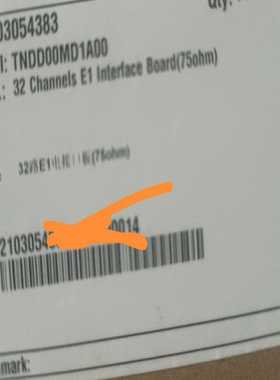 03054383
l: TNDD00MD1A00
.: 32 Channels E1 Interface Board(75ohm)
32路E1电接口板(75ohm)
2103054 0014
mark: